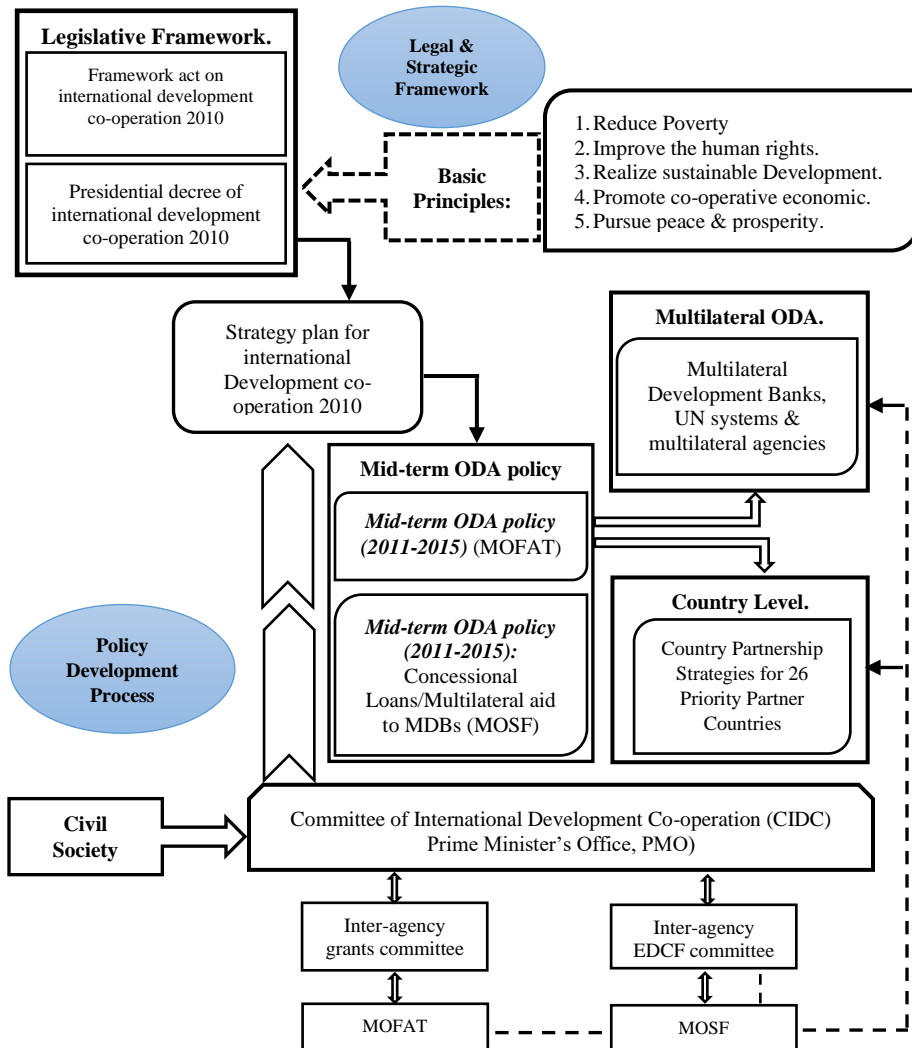 Legislative Framework.
Framework act on
international development
co-operation 2010
Presidential decree of
international development
co-operation 2010
Legal &
Strategic
Framework
Basic
Principles:
1. Reduce Poverty
2. Improve the human rights.
3. Realize sustainable Development.
4. Promote co-operative economic.
5. Pursue peace & prosperity.
Strategy plan for
international
Development co-
operation 2010
Multilateral ODA.
Multilateral
Development Banks,
UN systems &
multilateral agencies
Mid-term ODA policy
Mid-term ODA policy
(2011-2015) (MOFAT)
Mid-term ODA policy
(2011-2015):
Concessional
Loans/Multilateral aid
to MDBs (MOSF)
Country Level.
Country Partnership
Strategies for 26
Priority Partner
Countries
Policy
Development
Process
Civil
Society
Committee of International Development Co-operation (CIDC)
Prime Minister's Office, PMO)
Inter-agency
grants committee
Inter-agency
EDCF committee
MOFAT
MOSF